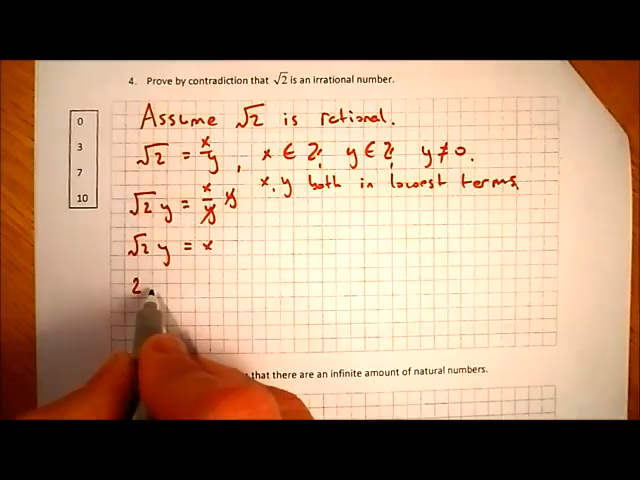 4. Prove by contradiction that √2 is an irrational number.
0
3
7
10
Assume √2 is rational.
√2 = x/y , x ∈ ℤ, y ∈ ℤ, y ≠ 0.
x, y both in lowest terms
√2 y = x/y y
√2 y = x
2
that there are an infinite amount of natural numbers.